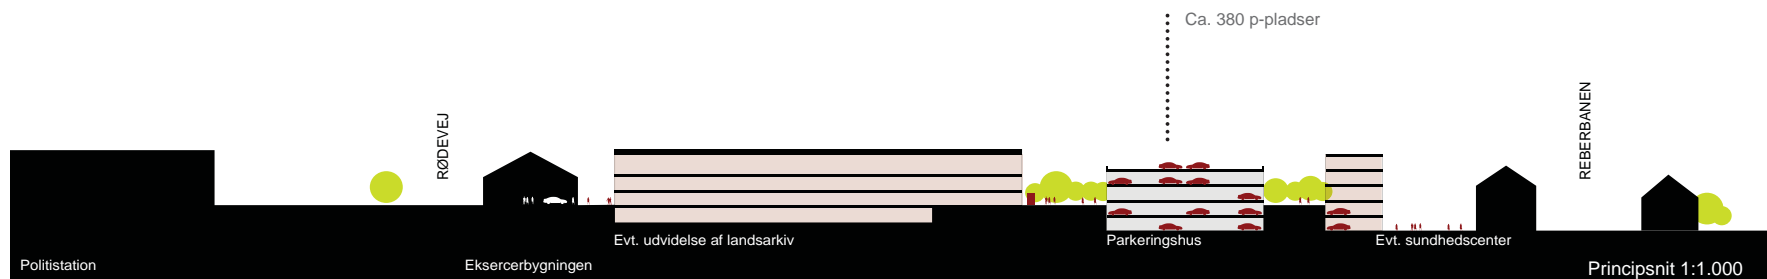 Ca. 380 p-pladser
RØDEVEJ
REBERBANEN
Evt. udvidelse af landsarkiv
Parkeringshus
Evt. sundhedscenter
Politistation
Eksercerbygningen
Principsnit 1:1.000